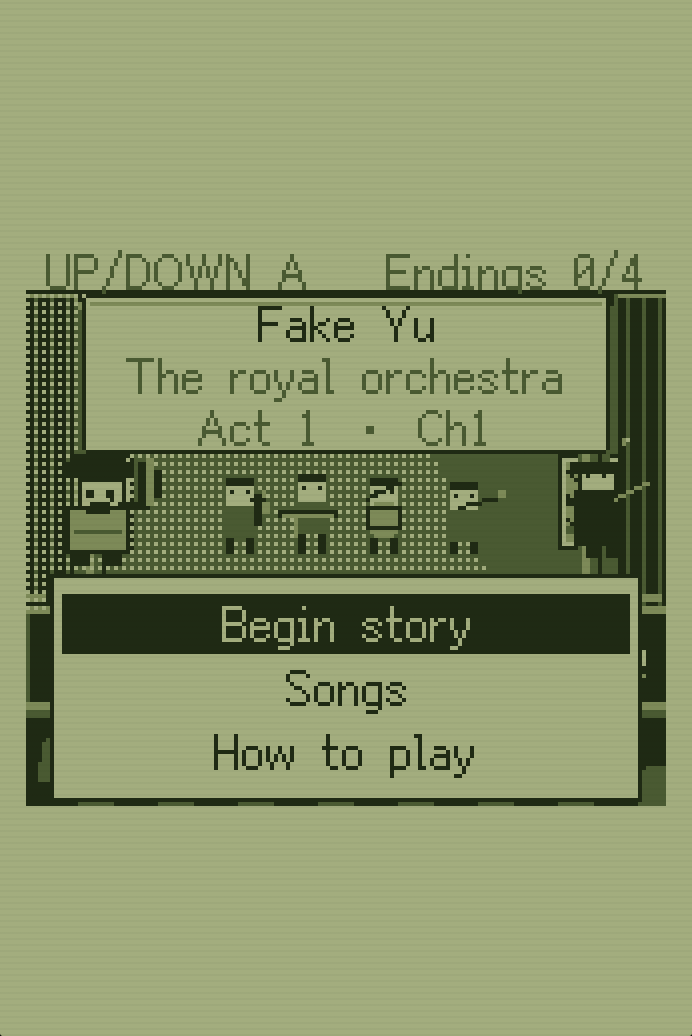 UP/DOWN A Endings 0/4
Fake Yu
The royal orchestra
Act 1 · Ch1
Begin story
Songs
How to play